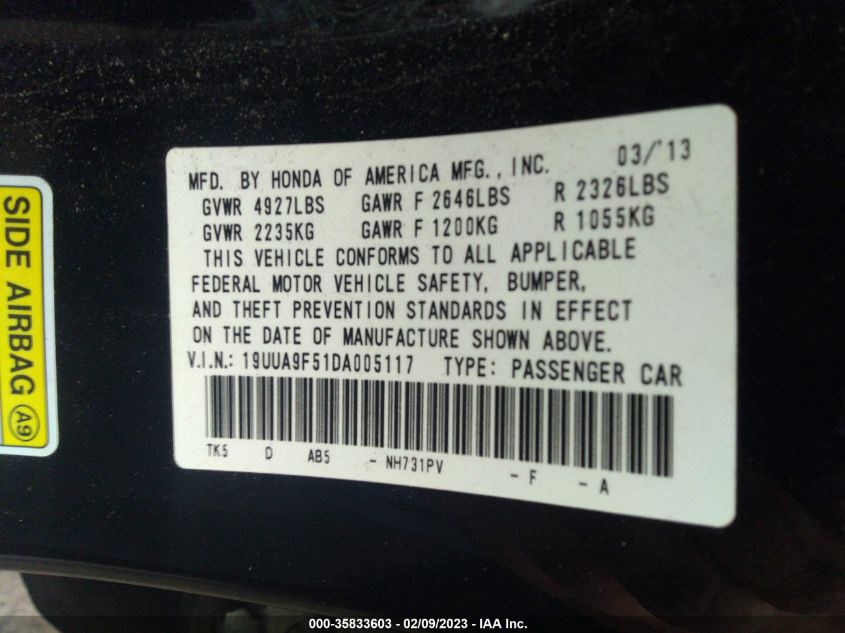 MFD. BY HONDA OF AMERICA MFG., INC. 03/'13
GVWR 4927LBS GAWR F 2646LBS R 2326LBS
GVWR 2235KG GAWR F 1200KG R 1055KG
THIS VEHICLE CONFORMS TO ALL APPLICABLE
FEDERAL MOTOR VEHICLE SAFETY, BUMPER,
AND THEFT PREVENTION STANDARDS IN EFFECT
ON THE DATE OF MANUFACTURE SHOWN ABOVE.
V.I.N.: 19UUA9F51DA005117 TYPE: PASSENGER CAR
TK5 D AB5 - NH731PV - F - A
SIDE AIRBAG A9
000-35833603 - 02/09/2023 - IAA Inc.